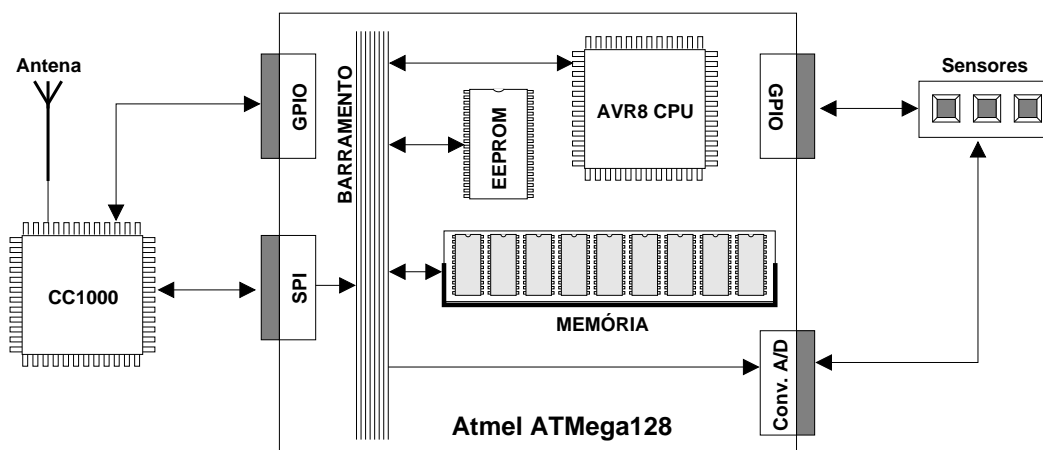 Antena
GPIO
BARRAMENTO
EEPROM
AVR8 CPU
GPIO
Sensores
CC1000
SPI
MEMÓRIA
Conv. A/D
Atmel ATMega128